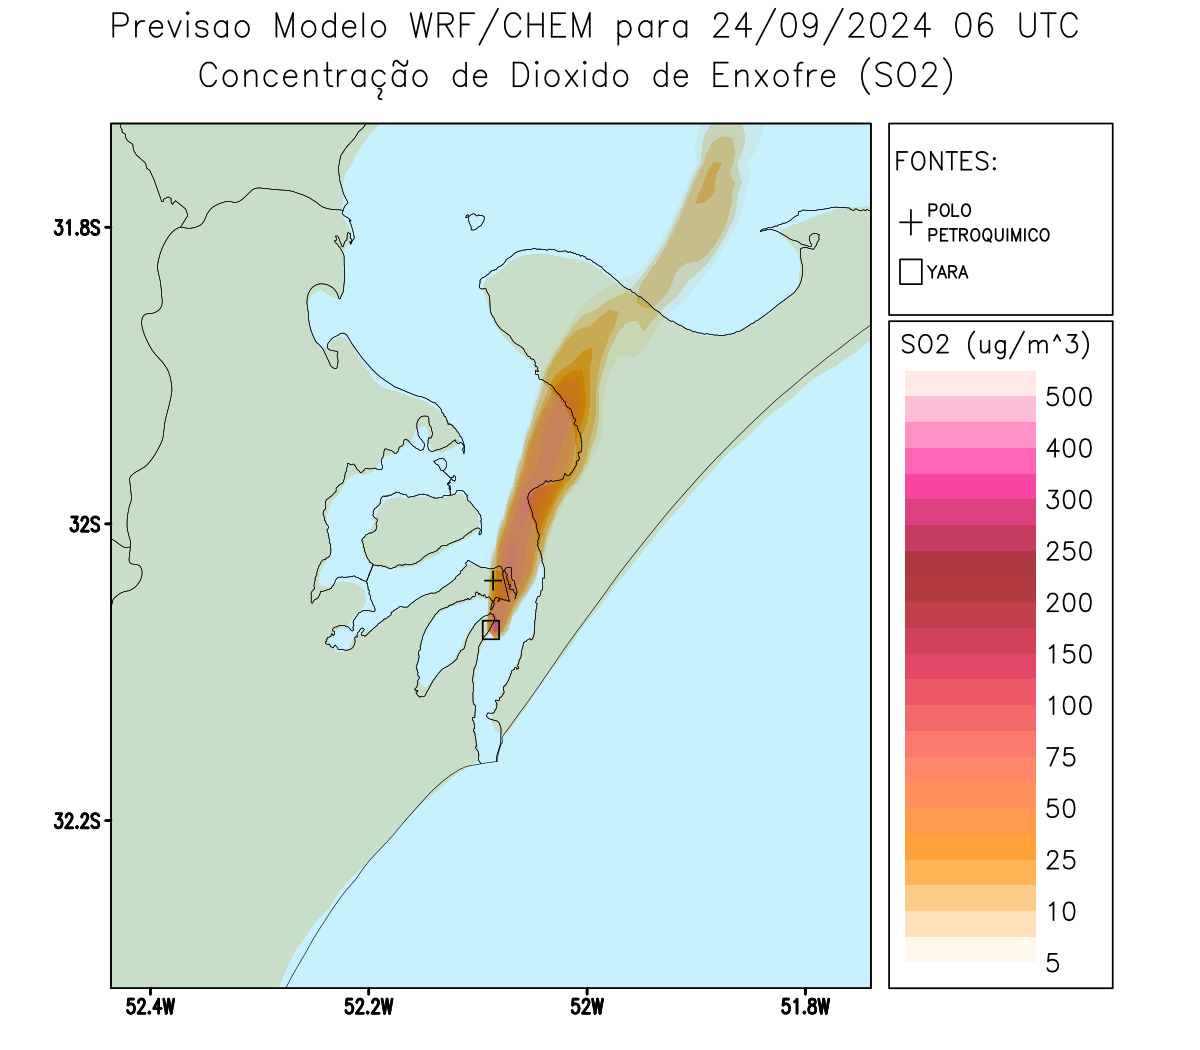 Previsao Modelo WRF/CHEM para 24/09/2024 06 UTC
Concentração de Dioxido de Enxofre (SO2)
FONTES:
POLO
PETROQUIMICO
YARA
SO2 (ug/m^3)
500
400
300
250
200
150
100
75
50
25
10
5
31.8S
32S
32.2S
52.4W
52.2W
52W
51.8W